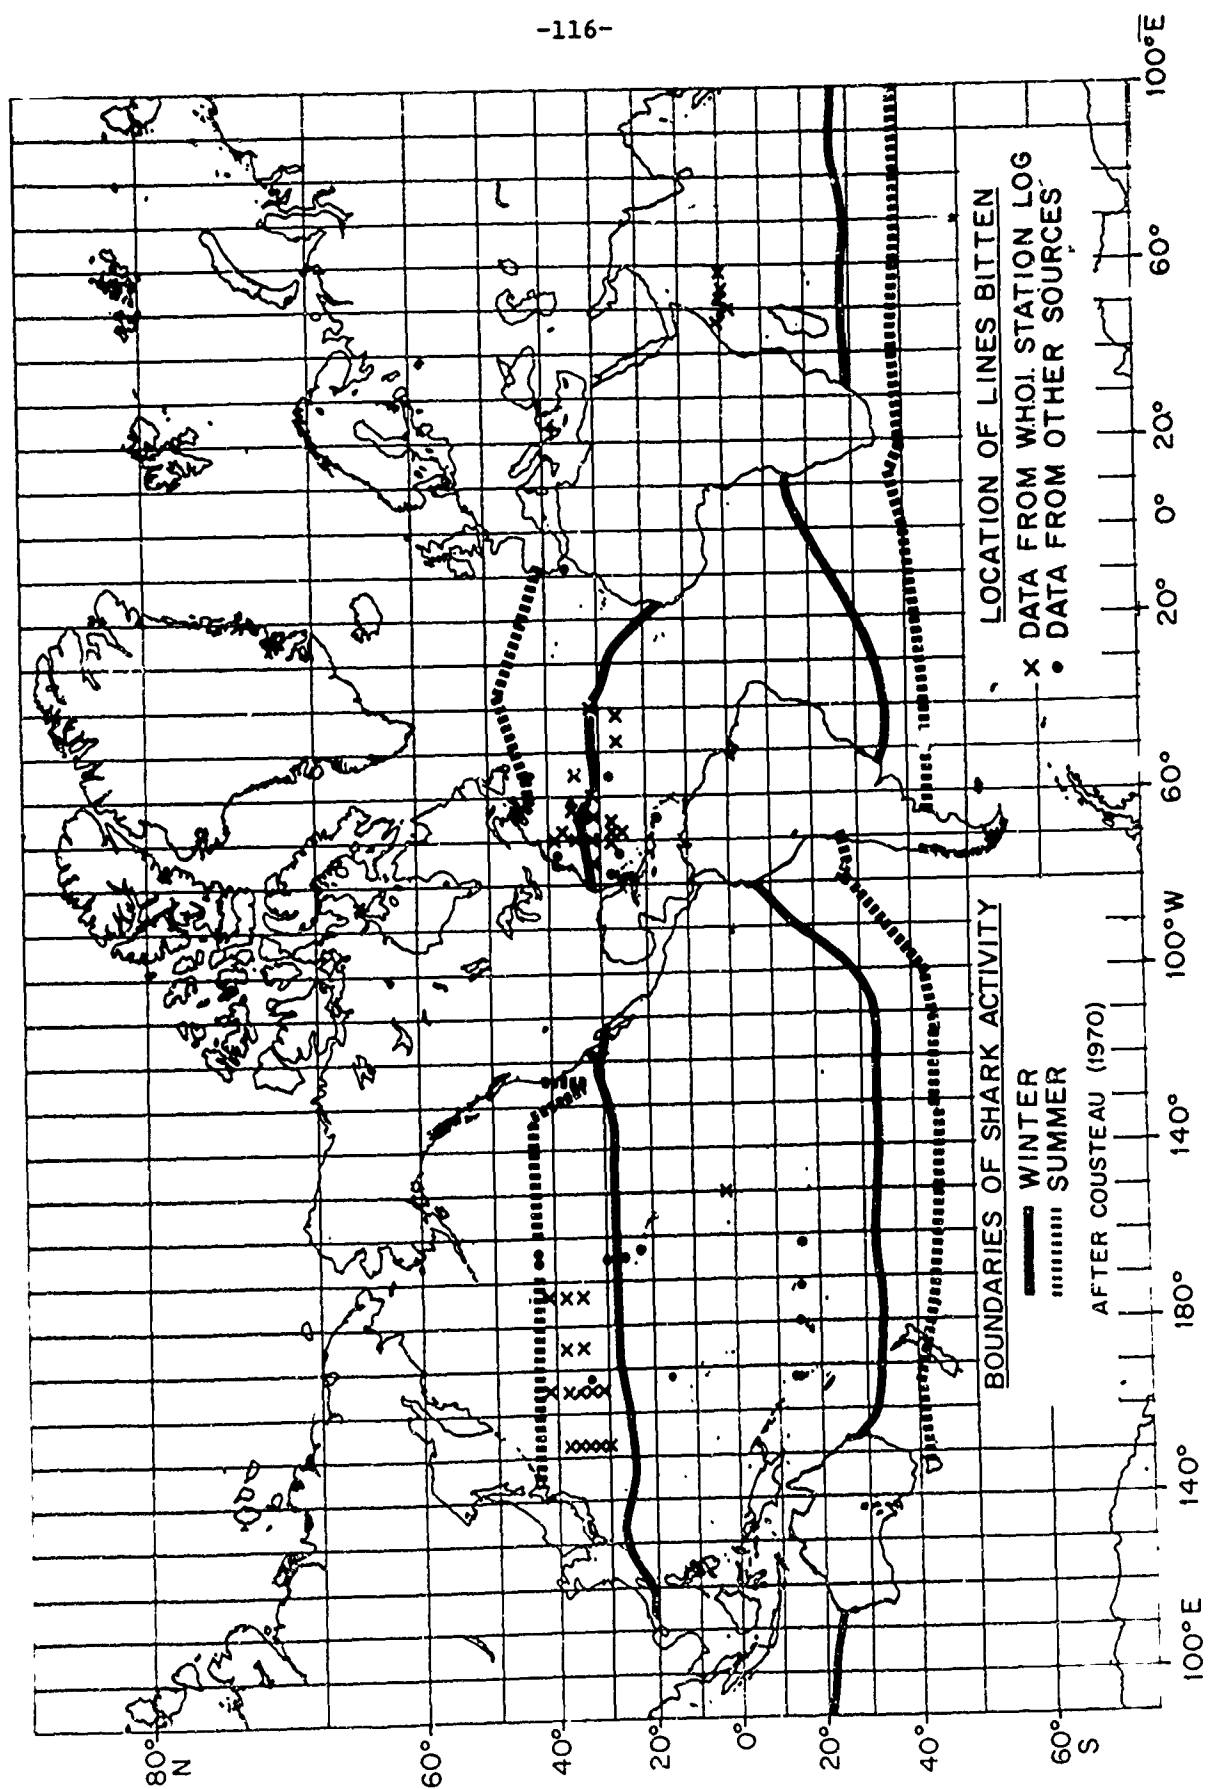 -116-
80°
N
60°
40°
20°
0°
20°
40°
60°
S
100°E
140°
180°
140°
100°W
60°
20°
0°
20°
60°
100°E
BOUNDARIES OF SHARK ACTIVITY
WINTER
SUMMER
AFTER COUSTEAU (1970)
LOCATION OF LINES BITTEN
x DATA FROM W.H.O.I. STATION LOG
• DATA FROM OTHER SOURCES